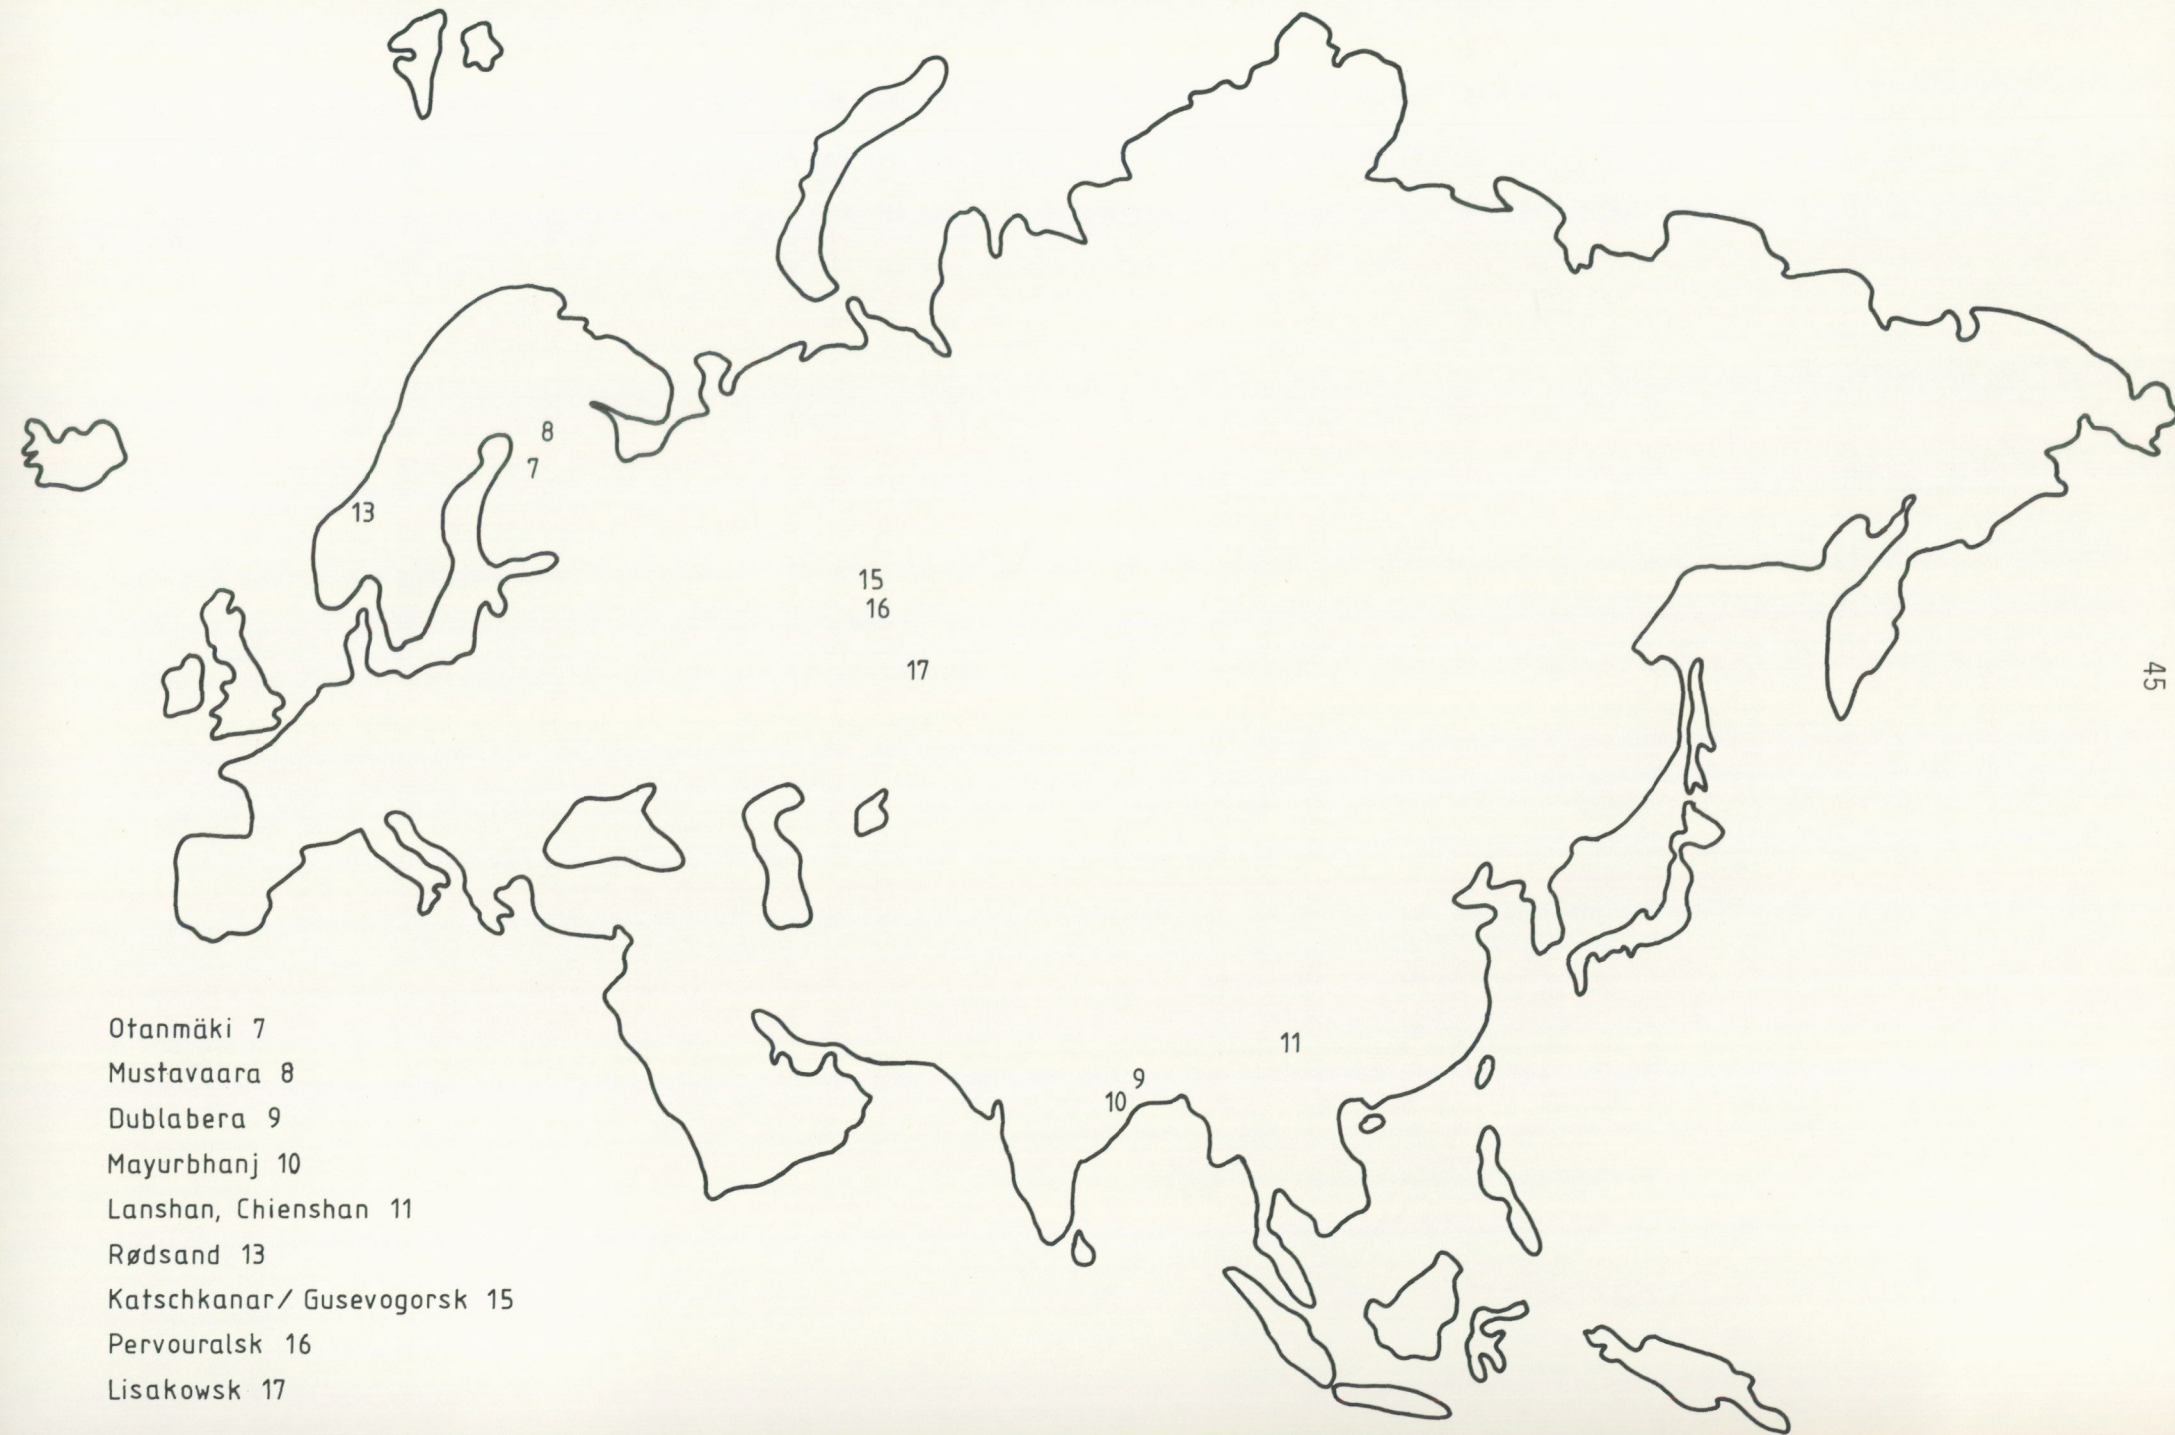 8
7
13
15
16
17
45
11
9
10
Otanmäki 7
Mustavaara 8
Dublabera 9
Mayurbhanj 10
Lanshan, Chienshan 11
Rødsand 13
Katschkanar/ Gusevogorsk 15
Pervouralsk 16
Lisakowsk 17